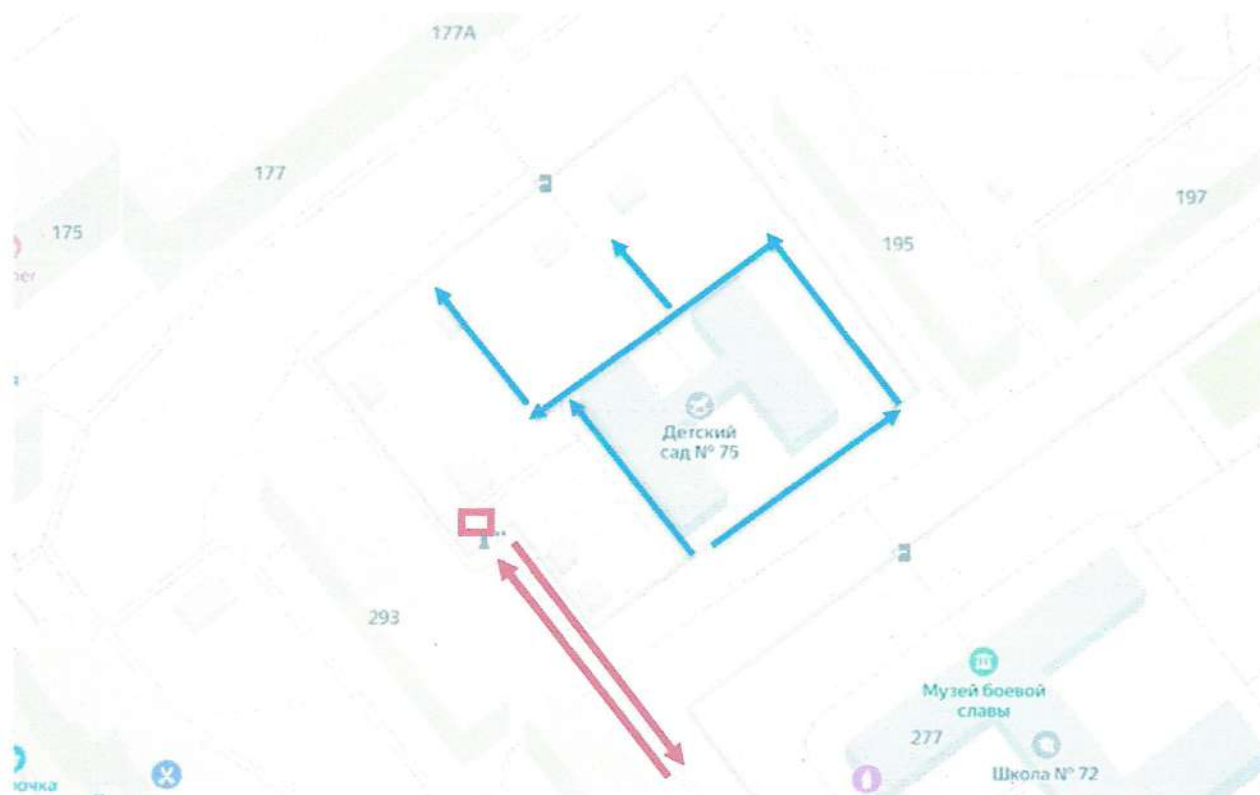 177А
177
197
175
195
Детский
сад № 75
293
Музей боевой
славы
277
Школа № 72